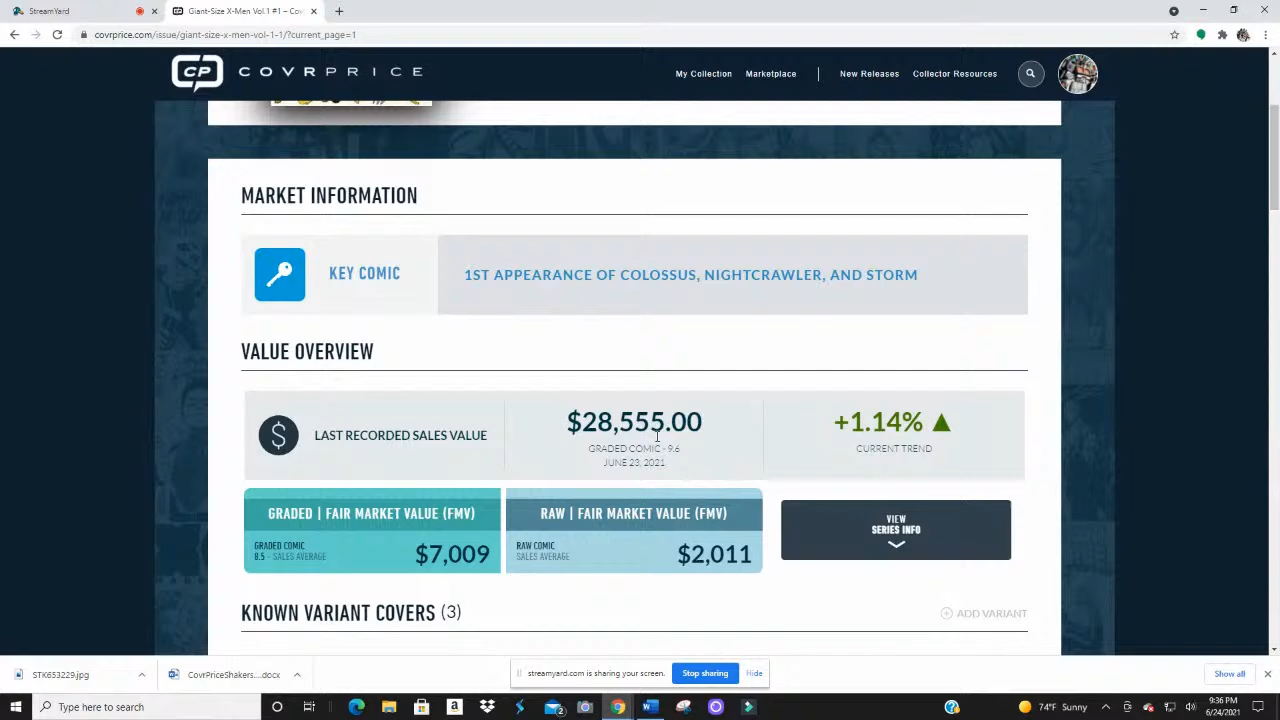 StreamYard
Giant-Size X-Men Vol.1 #1 – Cov
covrprice.com/issue/giant-size-x-men-vol-1-1/?current_page=1
CP COVRPRICE
My Collection
Marketplace
New Releases
Collector Resources
MARKET INFORMATION
KEY COMIC
1ST APPEARANCE OF COLOSSUS, NIGHTCRAWLER, AND STORM
VALUE OVERVIEW
LAST RECORDED SALES VALUE
$28,555.00
GRADED COMIC - 9.6
JUNE 23, 2021
+1.14% ▲
CURRENT TREND
GRADED | FAIR MARKET VALUE (FMV)
GRADED COMIC
8.5 - SALES AVERAGE
$7,009
RAW | FAIR MARKET VALUE (FMV)
RAW COMIC
SALES AVERAGE
$2,011
VIEW
SERIES INFO
KNOWN VARIANT COVERS (3)
ADD VARIANT
STK653229.jpg
CovrPriceShakers....docx
streamyard.com is sharing your screen.
Stop sharing
Hide
Show all
Type here to search
74°F Sunny
9:36 PM
6/24/2021